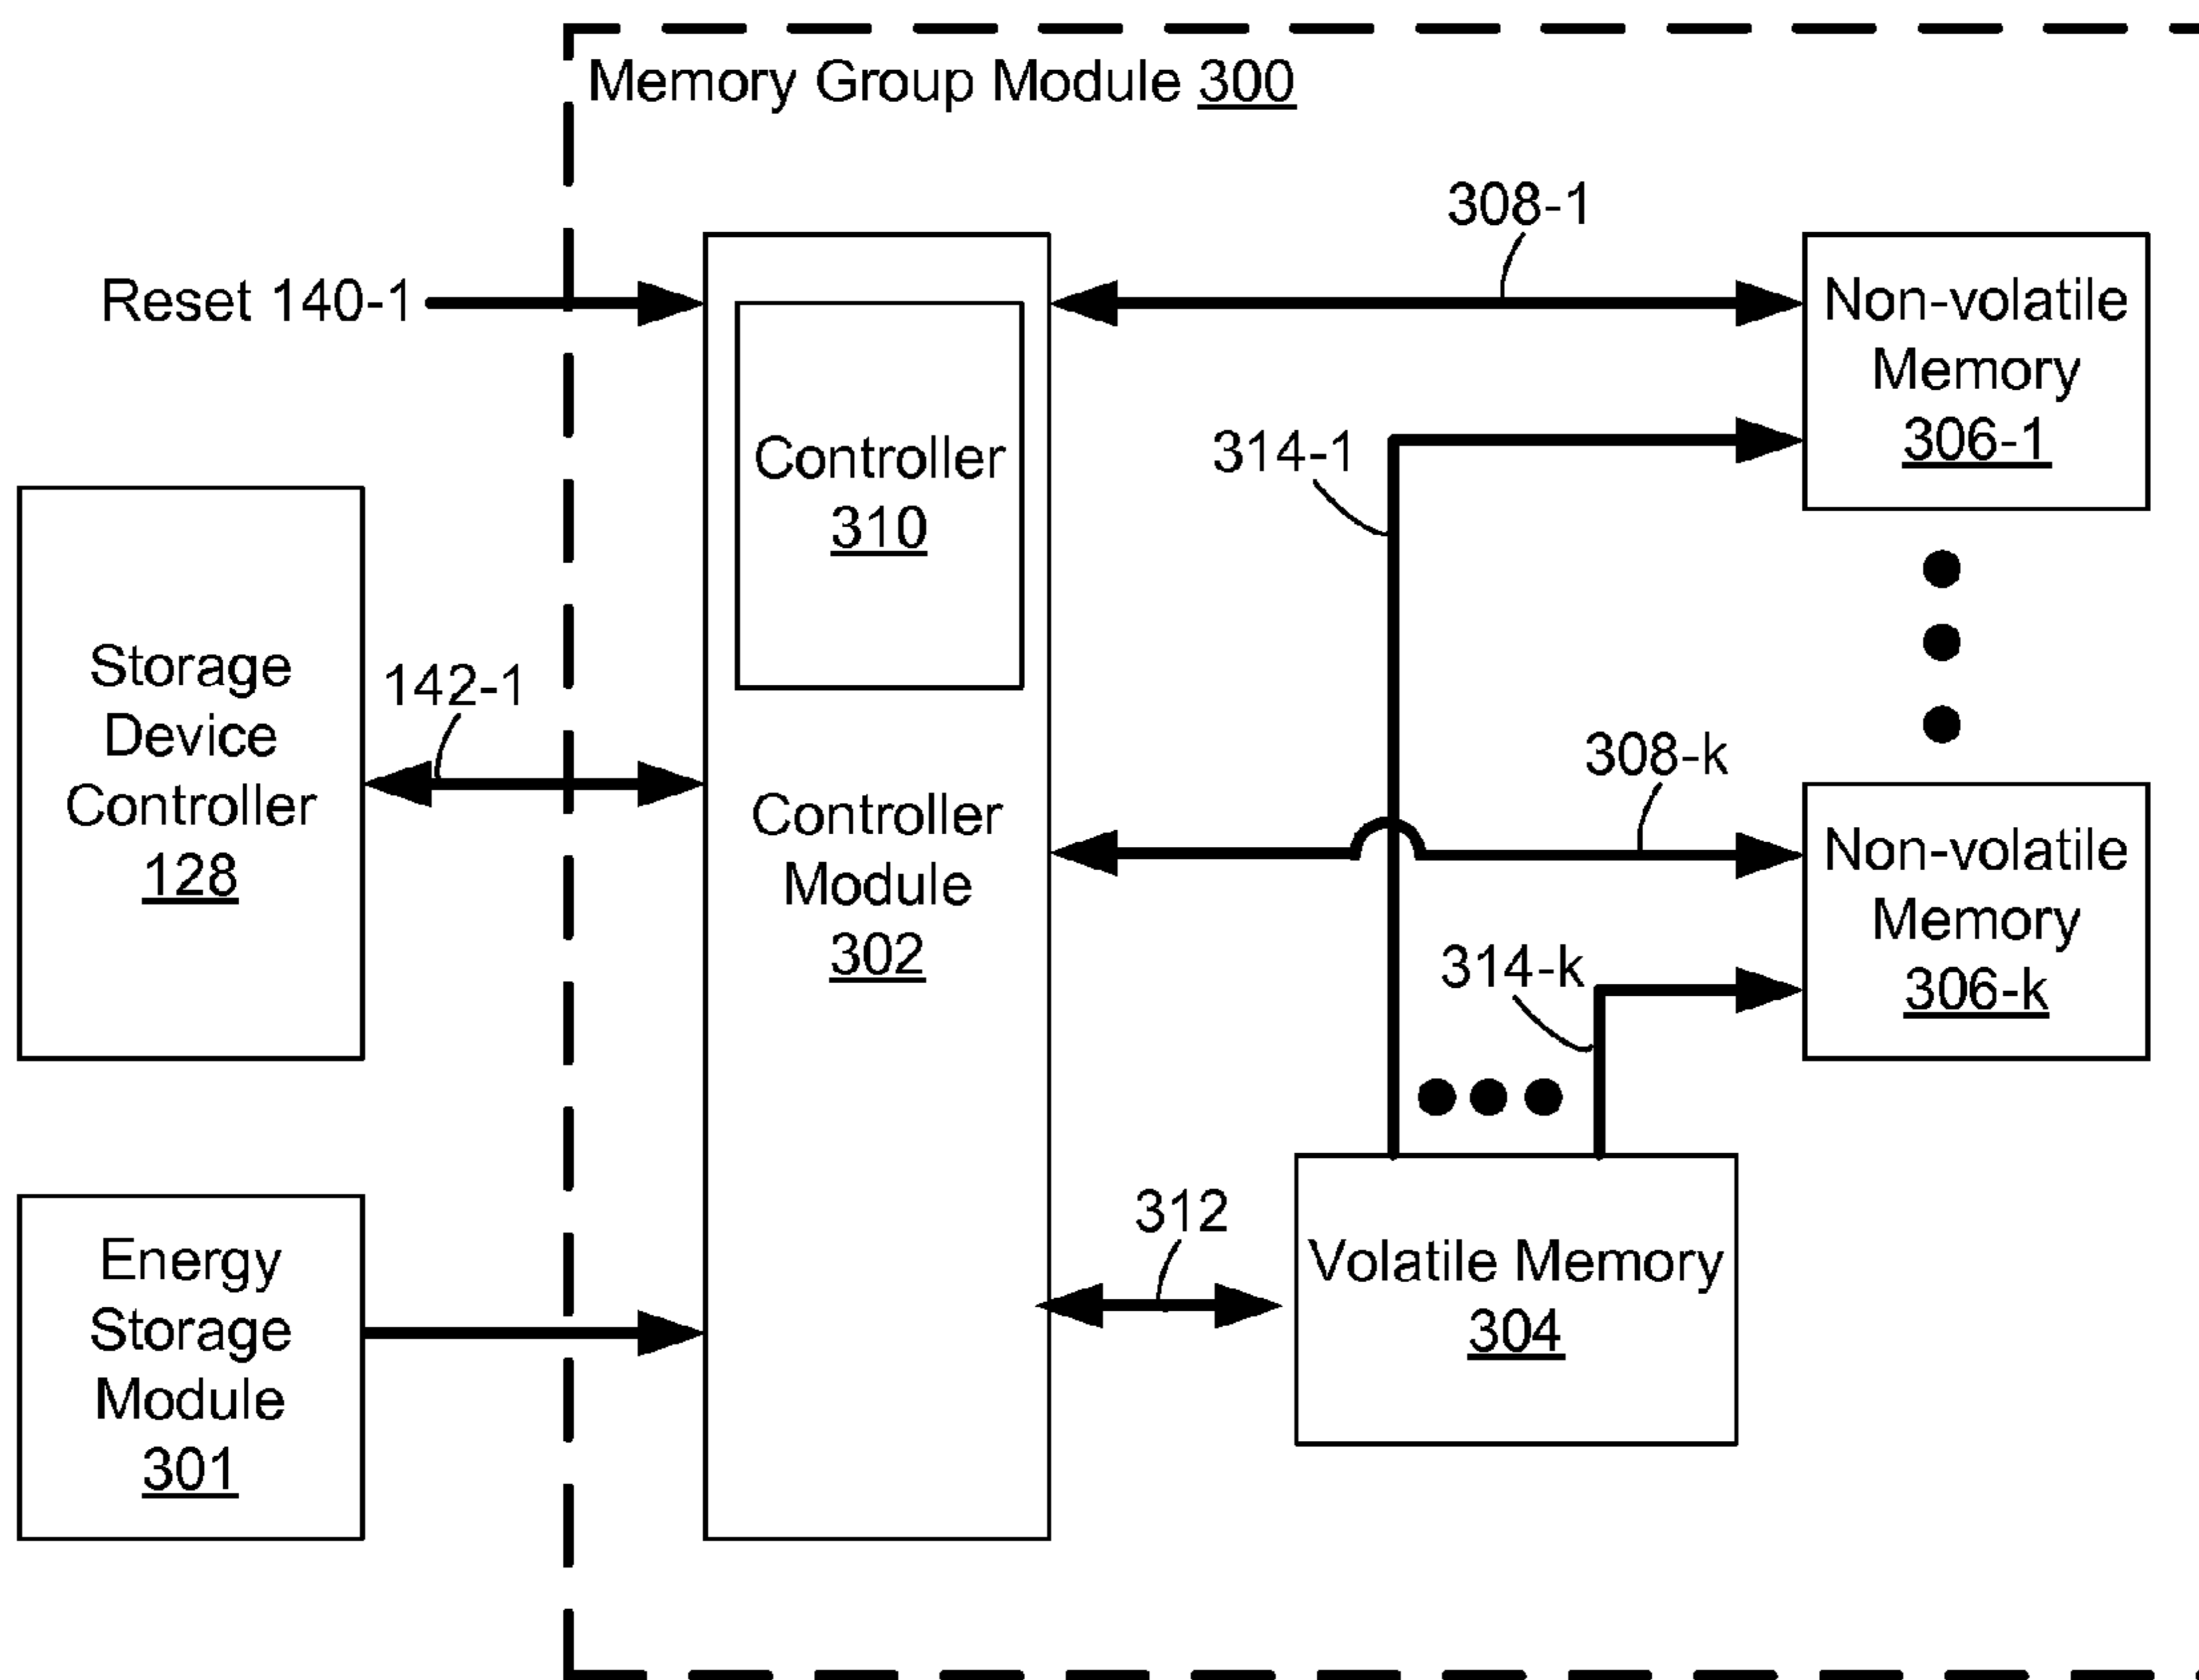 Memory Group Module 300
308-1
Reset 140-1
Non-volatile
Memory
306-1
314-1
Controller
310
Storage
Device
Controller
128
142-1
Controller
Module
302
308-k
Non-volatile
Memory
306-k
314-k
312
Energy
Storage
Module
301
Volatile Memory
304